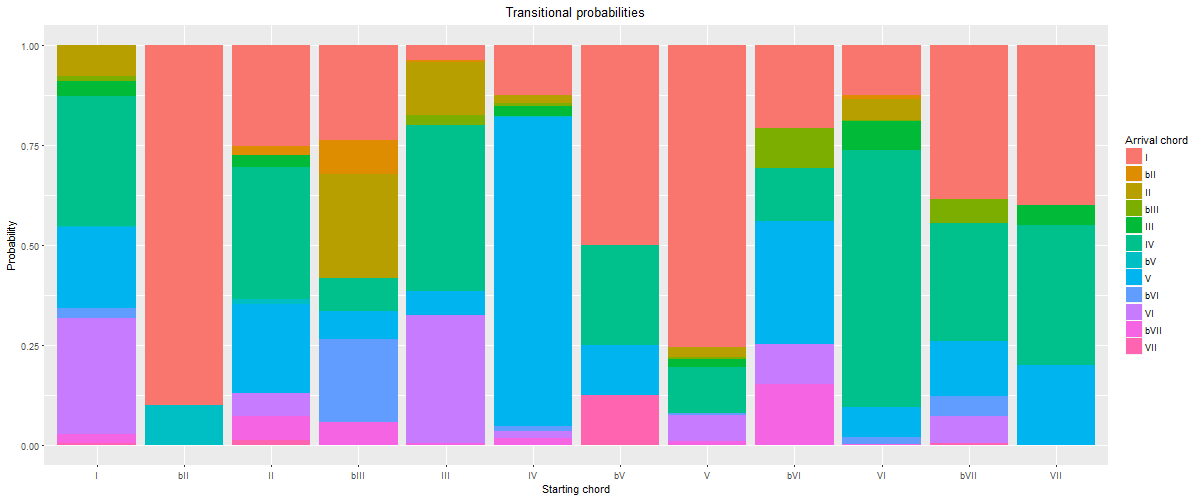 Transitional probabilities
1.00
0.75
0.50
0.25
0.00
Probability
I bII II bIII III IV bV V bVI VI bVII VII
Starting chord
Arrival chord
I
bII
II
bIII
III
IV
bV
V
bVI
VI
bVII
VII